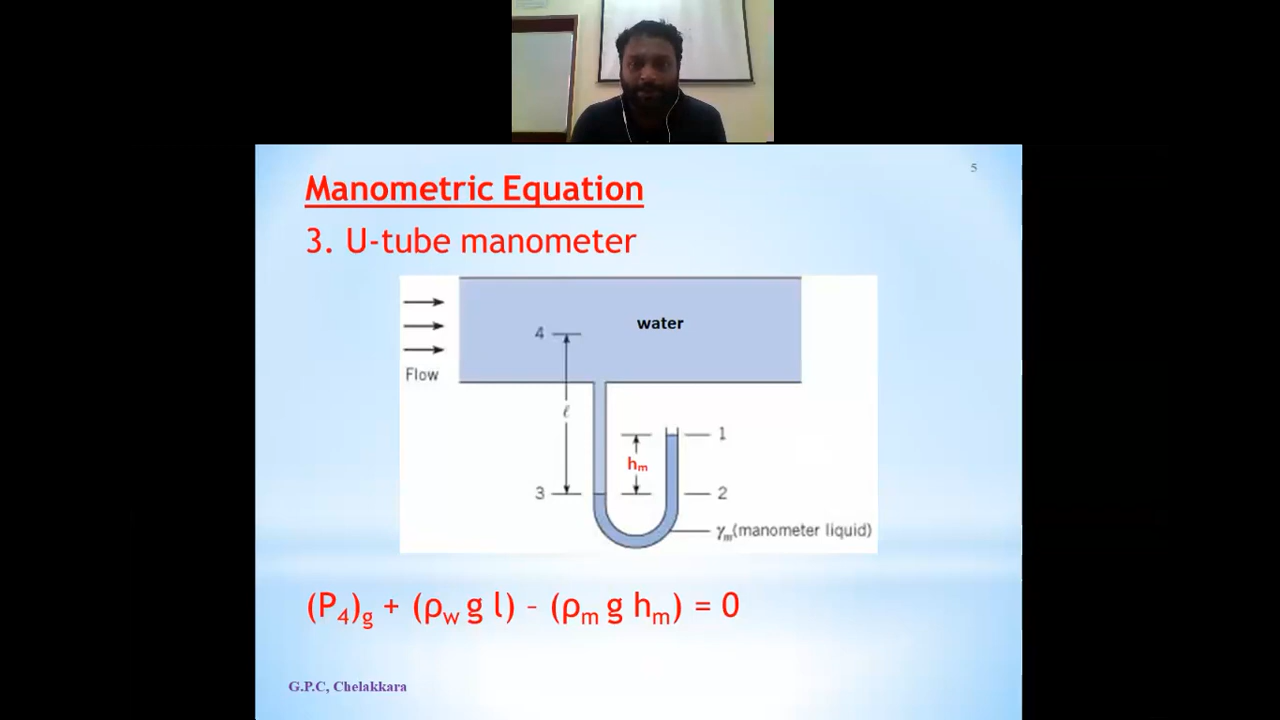 5
Manometric Equation
3. U-tube manometer
water
4
Flow
ℓ
1
hₘ
3
2
γₘ(manometer liquid)
(P₄)g + (ρw g l) – (ρₘ g hₘ) = 0
G.P.C, Chelakkara